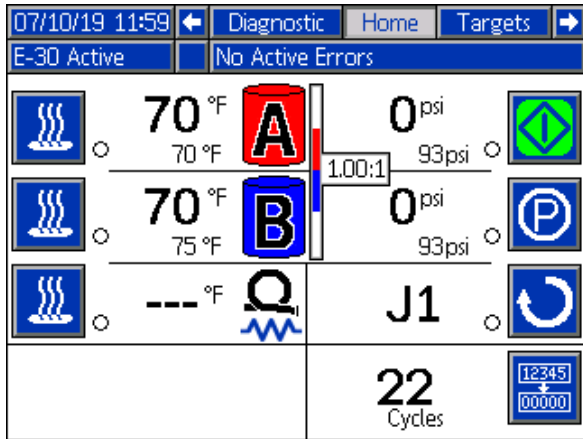 07/10/19 11:59 Diagnostic Home Targets
E-30 Active No Active Errors
70 °F A 0 psi
70 °F 93psi
1.00:1
70 °F B 0 psi
75 °F 93psi
P
--- °F J1
22
Cycles
12345
00000